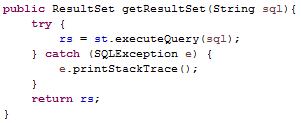 public ResultSet getResultSet(String sql){
    try {
        rs = st.executeQuery(sql);
    } catch (SQLException e) {
        e.printStackTrace();
    }
    return rs;
}